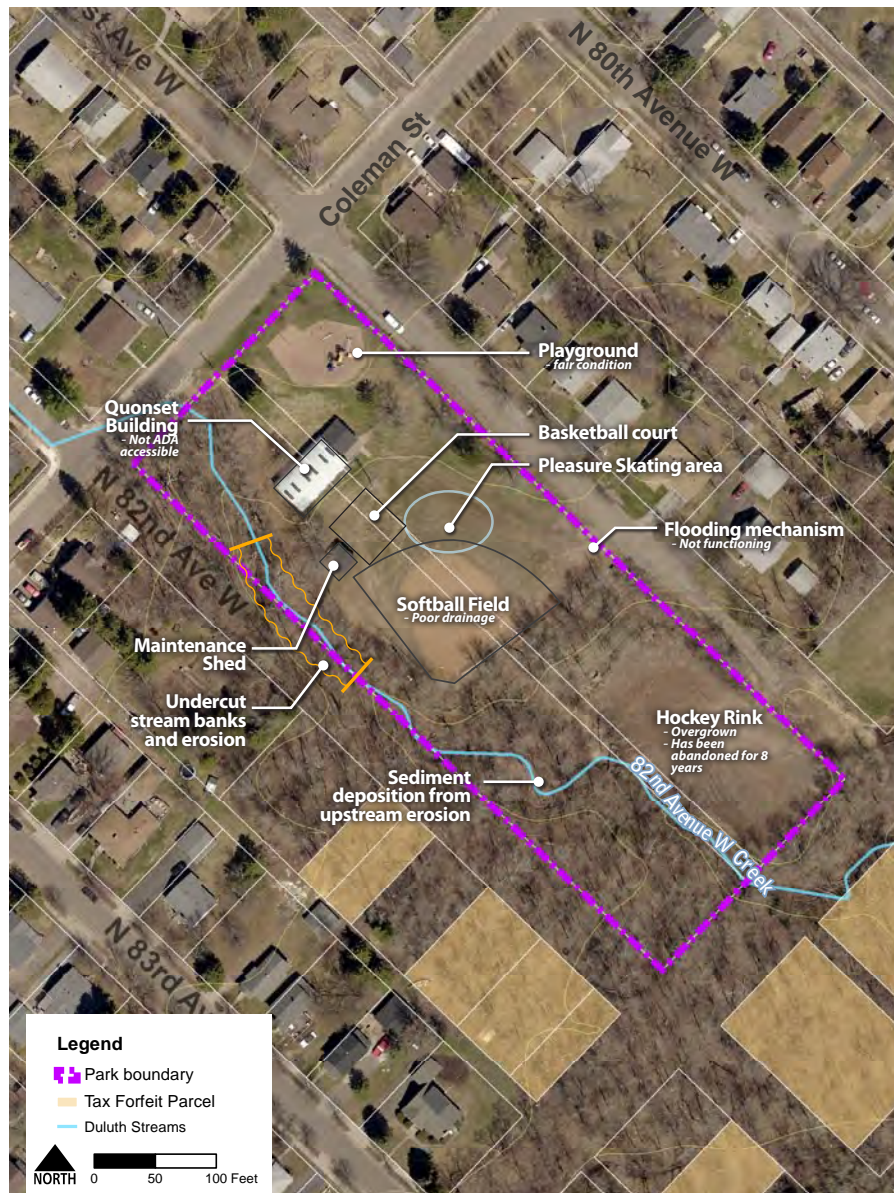 st Ave W
N 80th Avenue W
Coleman St
Playground
- fair condition
Quonset
Building
- Not ADA
accessible
Basketball court
Pleasure Skating area
N 82nd Ave W
Flooding mechanism
- Not functioning
Softball Field
- Poor drainage
Maintenance
Shed
Undercut
stream banks
and erosion
Hockey Rink
- Overgrown
- Has been
abandoned for 8
years
Sediment
deposition from
upstream erosion
82nd Avenue W Creek
N 83rd Av
Legend
Park boundary
Tax Forfeit Parcel
Duluth Streams
NORTH
0 50 100 Feet